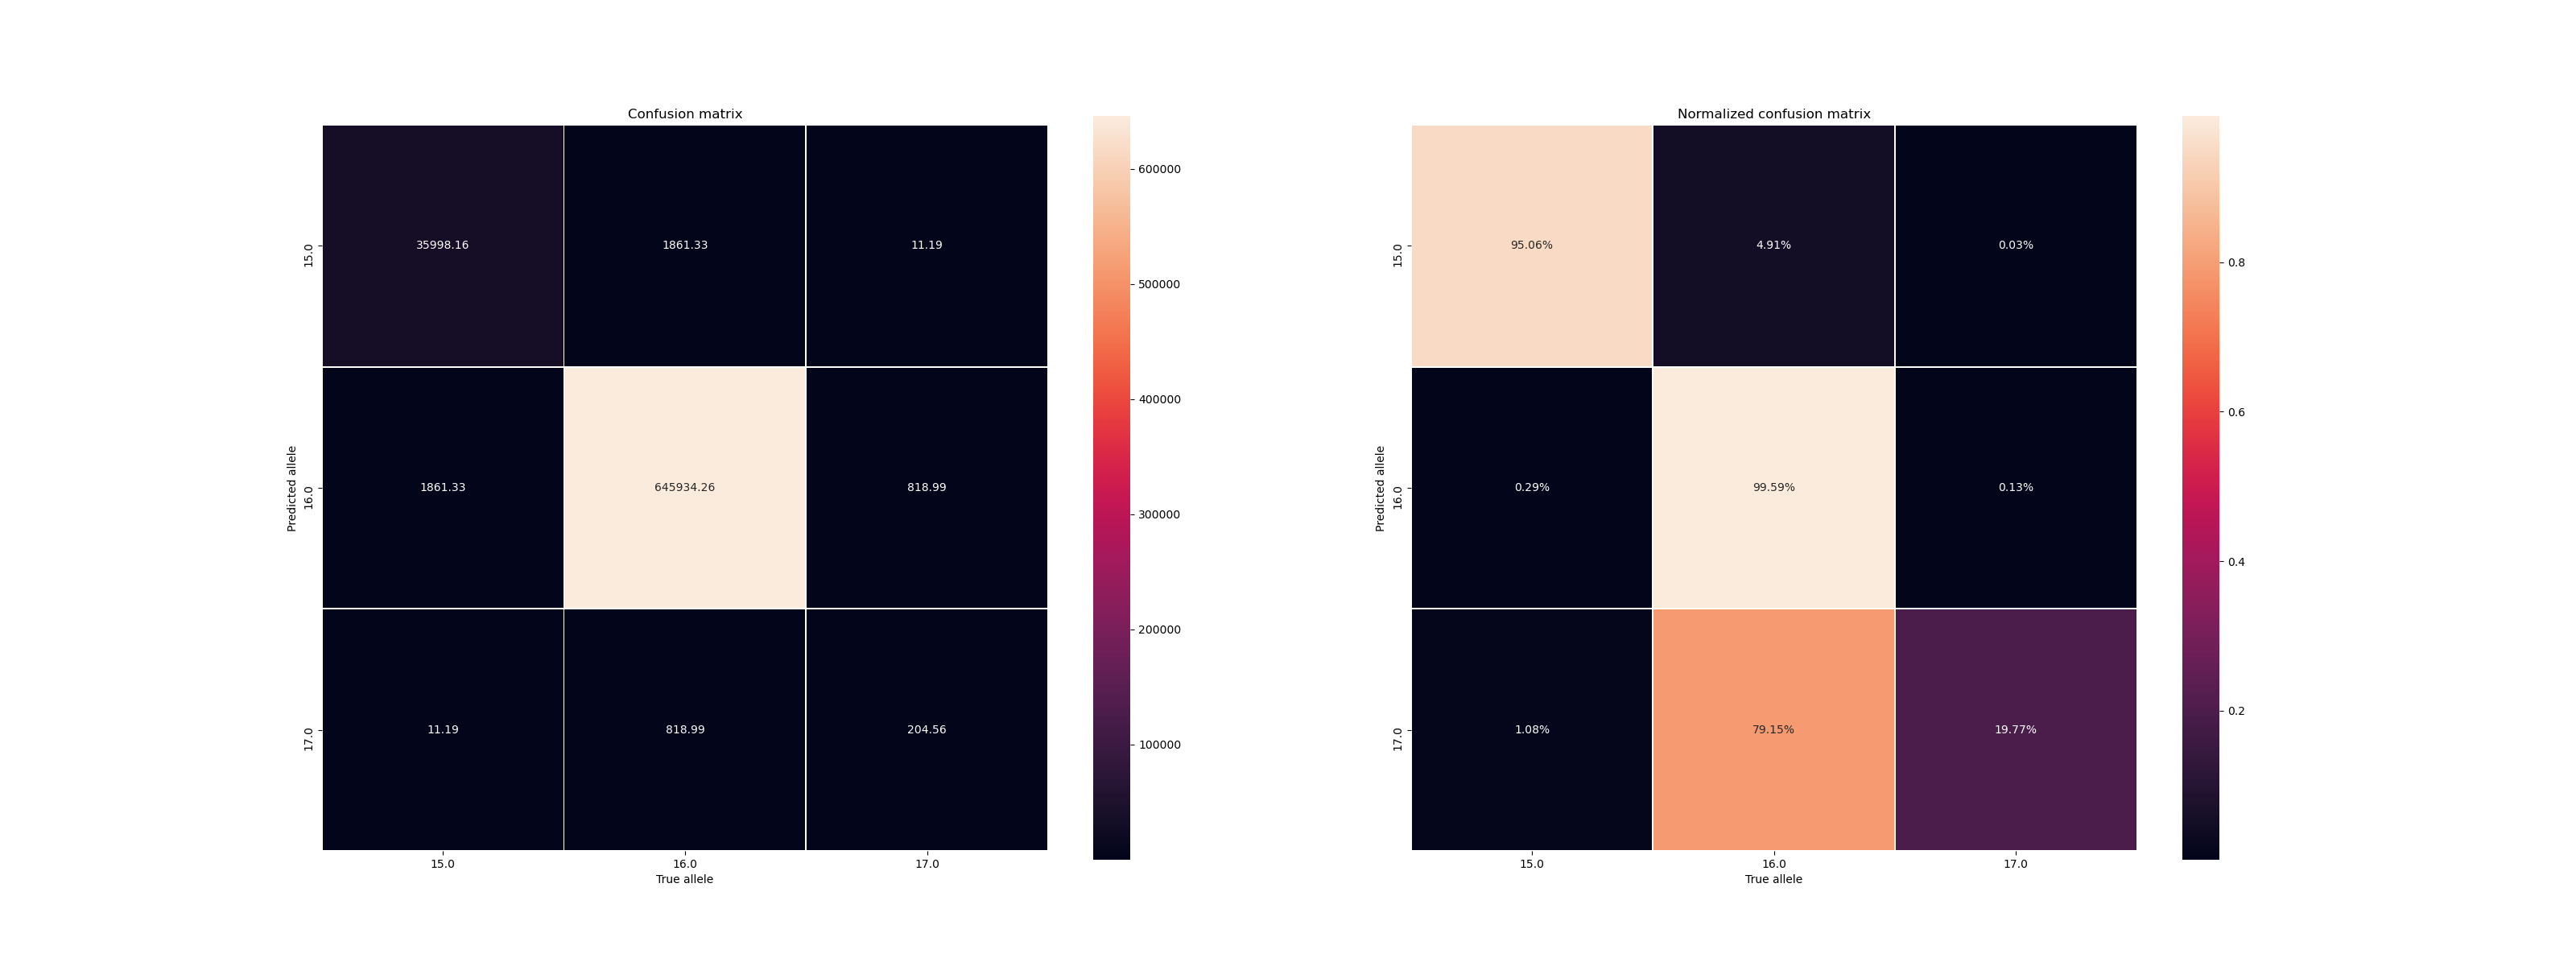 Confusion matrix
15.0
16.0
17.0
Predicted allele
35998.16 1861.33 11.19
1861.33 645934.26 818.99
11.19 818.99 204.56
15.0 16.0 17.0
True allele
600000
500000
400000
300000
200000
100000
Normalized confusion matrix
15.0
16.0
17.0
Predicted allele
95.06% 4.91% 0.03%
0.29% 99.59% 0.13%
1.08% 79.15% 19.77%
15.0 16.0 17.0
True allele
0.8
0.6
0.4
0.2